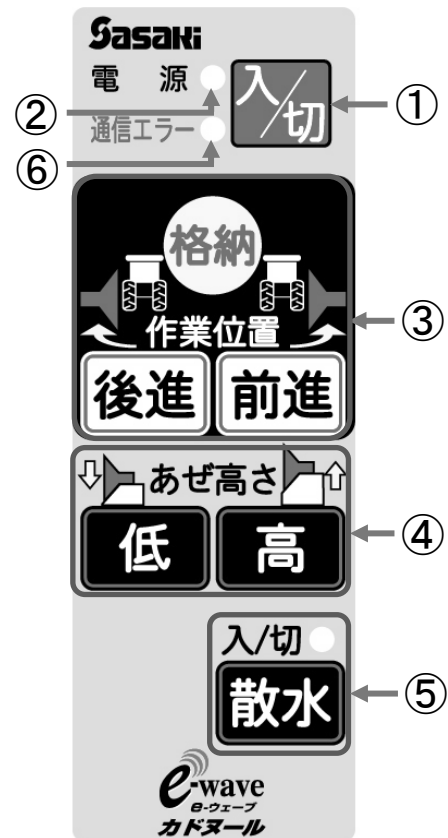 Sasaki
電源 入/切 ①
②
通信エラー
⑥
格納
作業位置 ③
後進 前進
あぜ高さ
低 高 ④
入/切
散水 ⑤
e-wave
e-ウェーブ
カドヌール